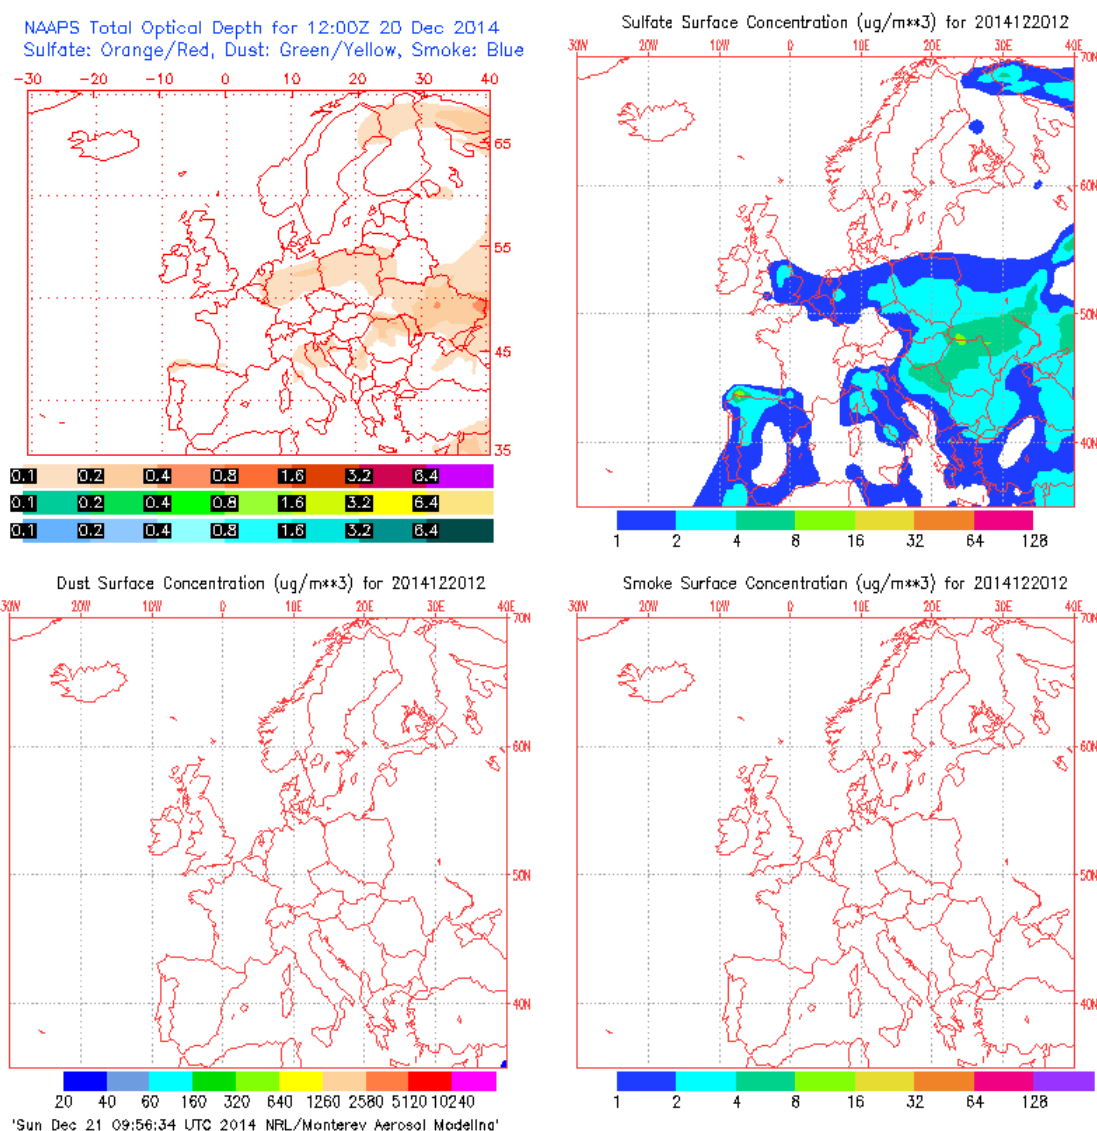 NAAPS Total Optical Depth for 12:00Z 20 Dec 2014
Sulfate: Orange/Red, Dust: Green/Yellow, Smoke: Blue
-30 -20 -10 0 10 20 30 40
65
55
45
35
0.1 0.2 0.4 0.8 1.6 3.2 6.4
0.1 0.2 0.4 0.8 1.6 3.2 6.4
0.1 0.2 0.4 0.8 1.6 3.2 6.4
Sulfate Surface Concentration (ug/m**3) for 2014122012
30W 20W 10W 0 10E 20E 30E 40E
70N
60N
50N
40N
1 2 4 8 16 32 64 128
Dust Surface Concentration (ug/m**3) for 2014122012
30W 20W 10W 0 10E 20E 30E 40E
70N
60N
50N
40N
20 40 60 160 320 640 1260 2580 5120 10240
'Sun Dec 21 09:56:34 UTC 2014 NRL/Monterey Aerosol Modeling'
Smoke Surface Concentration (ug/m**3) for 2014122012
30W 20W 10W 0 10E 20E 30E 40E
70N
60N
50N
40N
1 2 4 8 16 32 64 128